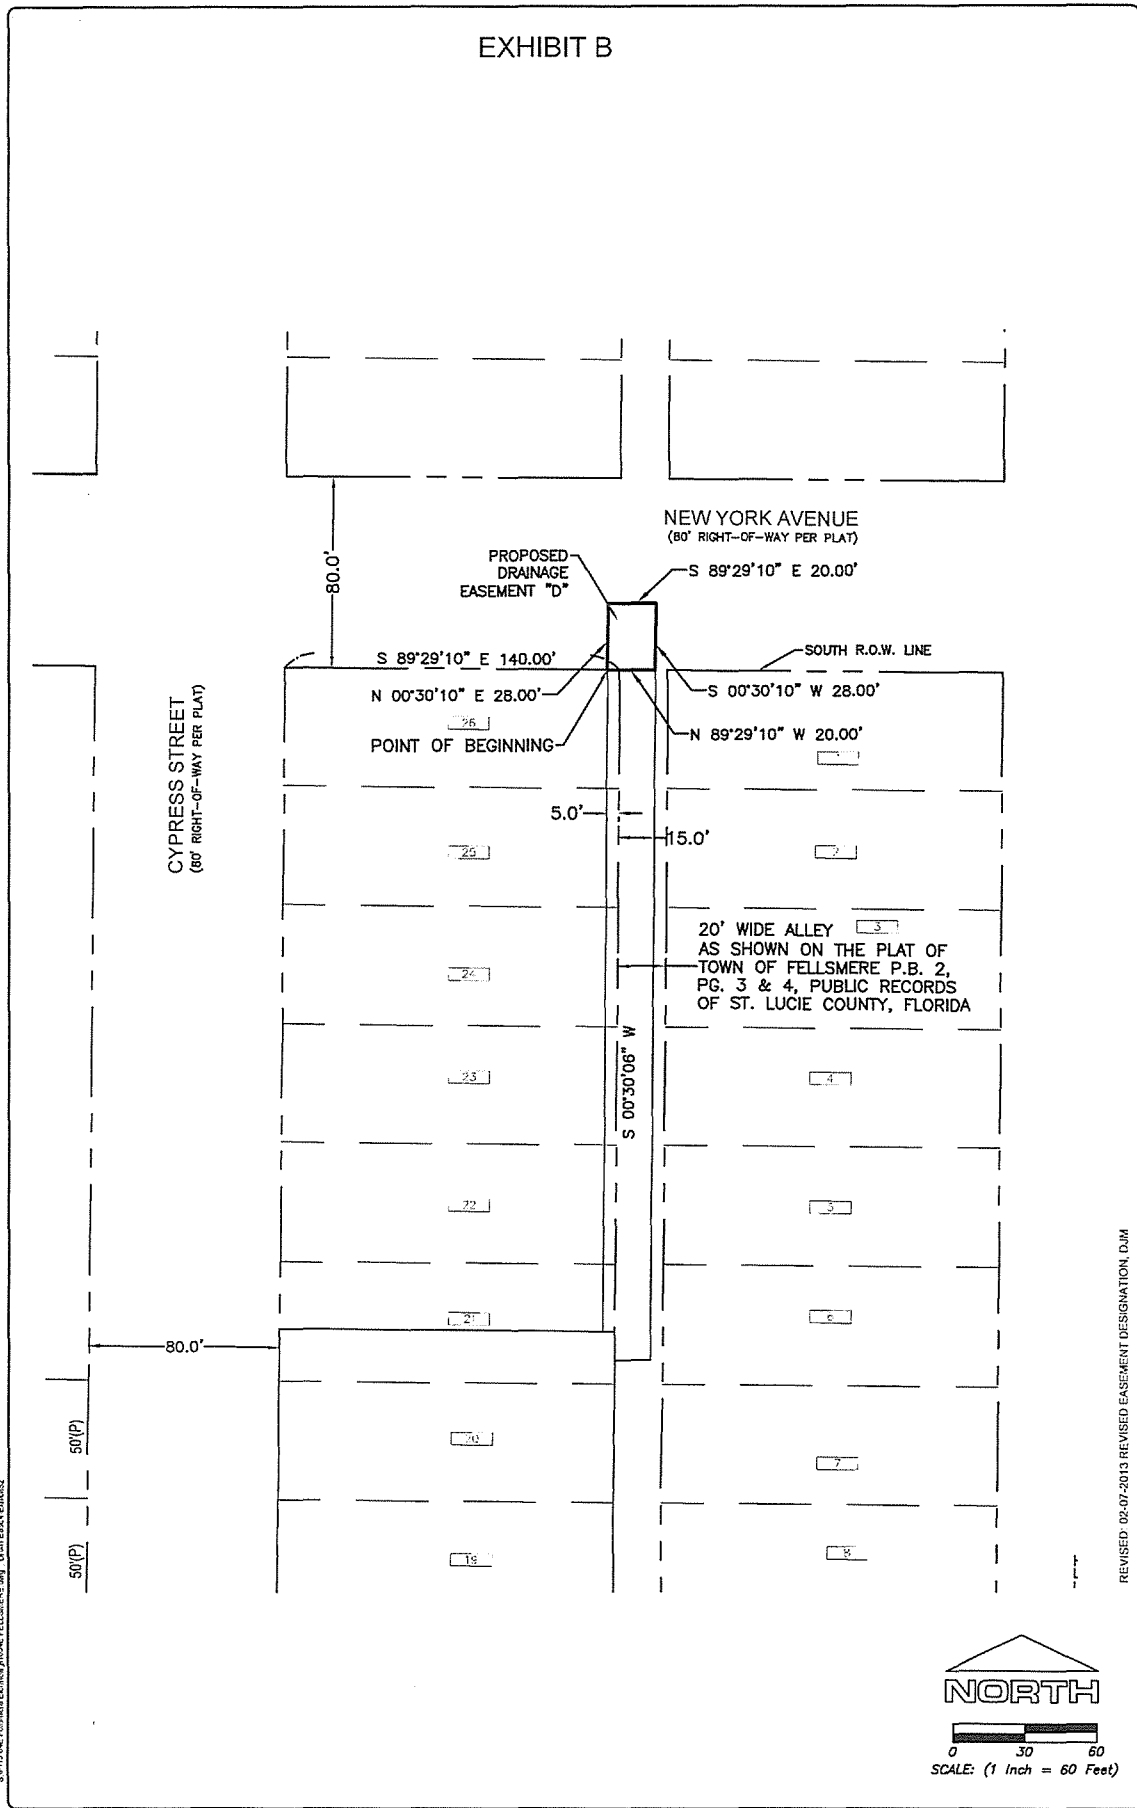 EXHIBIT B
NEW YORK AVENUE
(80' RIGHT-OF-WAY PER PLAT)
PROPOSED
DRAINAGE
EASEMENT "D"
S 89°29'10" E 20.00'
80.0'
S 89°29'10" E 140.00'
SOUTH R.O.W. LINE
N 00°30'10" E 28.00'
S 00°30'10" W 28.00'
26
N 89°29'10" W 20.00'
POINT OF BEGINNING
CYPRESS STREET
(80' RIGHT-OF-WAY PER PLAT)
5.0'
15.0'
25
2
20' WIDE ALLEY
3
AS SHOWN ON THE PLAT OF
TOWN OF FELLSMERE P.B. 2,
PG. 3 & 4, PUBLIC RECORDS
OF ST. LUCIE COUNTY, FLORIDA
24
S 00°30'06" W
23
4
22
5
21
6
80.0'
50'(P)
20
7
50'(P)
19
8
REVISED: 02-07-2013 REVISED EASEMENT DESIGNATION, DJM
NORTH
0 30 60
SCALE: (1 Inch = 60 Feet)